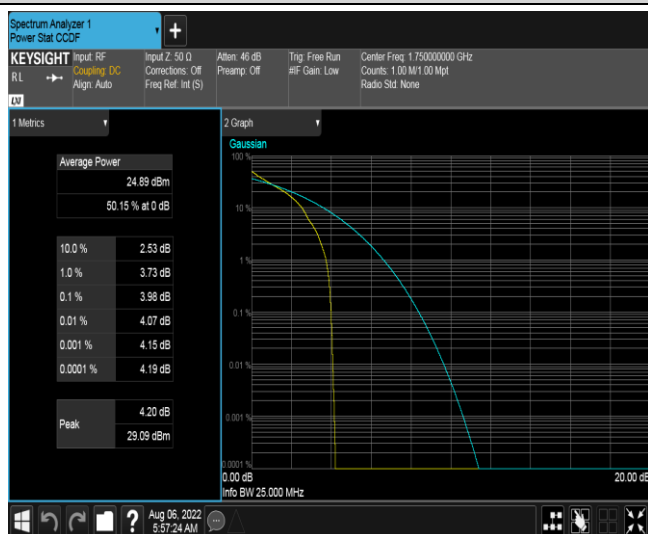 Spectrum Analyzer 1
Power Stat CCDF
+
KEYSIGHT
RL
LXI
Input: RF
Coupling: DC
Align: Auto
Input Z: 50 Ω
Corrections: Off
Freq Ref: Int (S)
Atten: 46 dB
Preamp: Off
Trig: Free Run
#IF Gain: Low
Center Freq: 1.750000000 GHz
Counts: 1.00 M/1.00 Mpt
Radio Std: None
1 Metrics
Average Power
24.89 dBm
50.15 % at 0 dB
10.0 % 2.53 dB
1.0 % 3.73 dB
0.1 % 3.98 dB
0.01 % 4.07 dB
0.001 % 4.15 dB
0.0001 % 4.19 dB
Peak
4.20 dB
29.09 dBm
2 Graph
Gaussian
100 %
10 %
1 %
0.1 %
0.01 %
0.001 %
0.0001 %
0.00 dB
20.00 dB
Info BW 25.000 MHz
?
Aug 06, 2022
5:57:24 AM